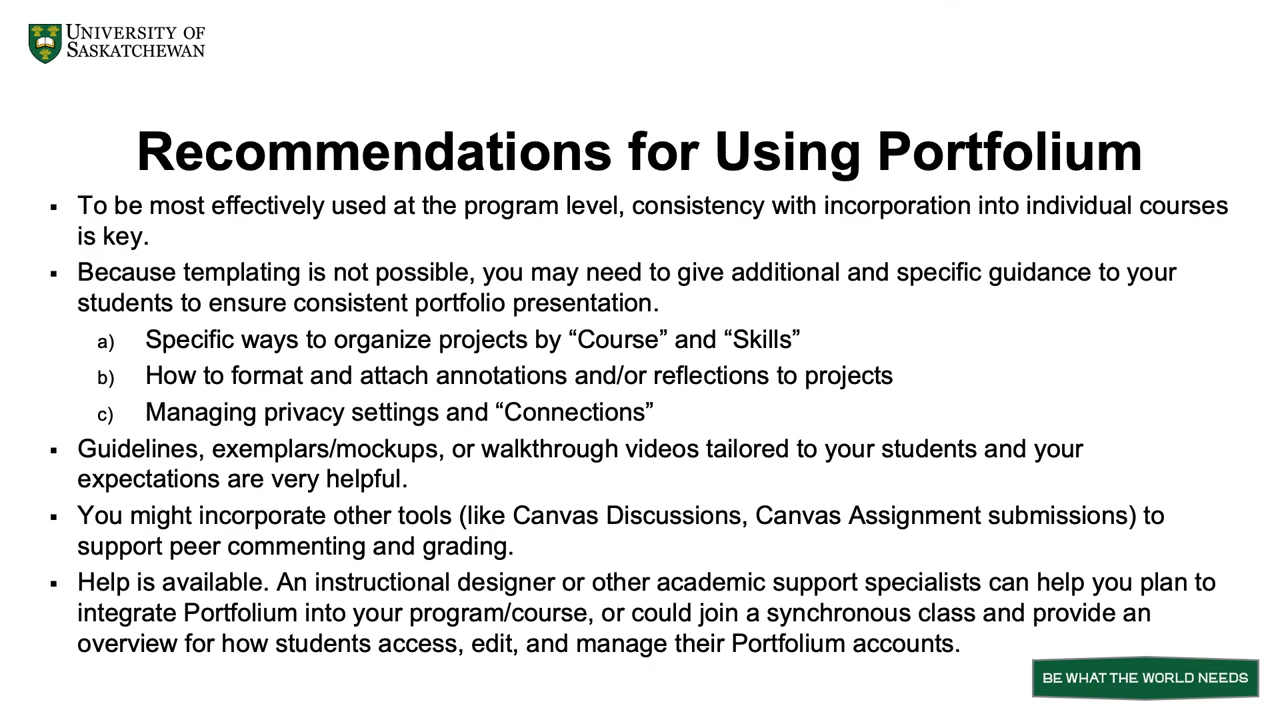 UNIVERSITY OF
SASKATCHEWAN
Recommendations for Using Portfolium
▪ To be most effectively used at the program level, consistency with incorporation into individual courses
is key.
▪ Because templating is not possible, you may need to give additional and specific guidance to your
students to ensure consistent portfolio presentation.
a) Specific ways to organize projects by “Course” and “Skills”
b) How to format and attach annotations and/or reflections to projects
c) Managing privacy settings and “Connections”
▪ Guidelines, exemplars/mockups, or walkthrough videos tailored to your students and your
expectations are very helpful.
▪ You might incorporate other tools (like Canvas Discussions, Canvas Assignment submissions) to
support peer commenting and grading.
▪ Help is available. An instructional designer or other academic support specialists can help you plan to
integrate Portfolium into your program/course, or could join a synchronous class and provide an
overview for how students access, edit, and manage their Portfolium accounts.
BE WHAT THE WORLD NEEDS